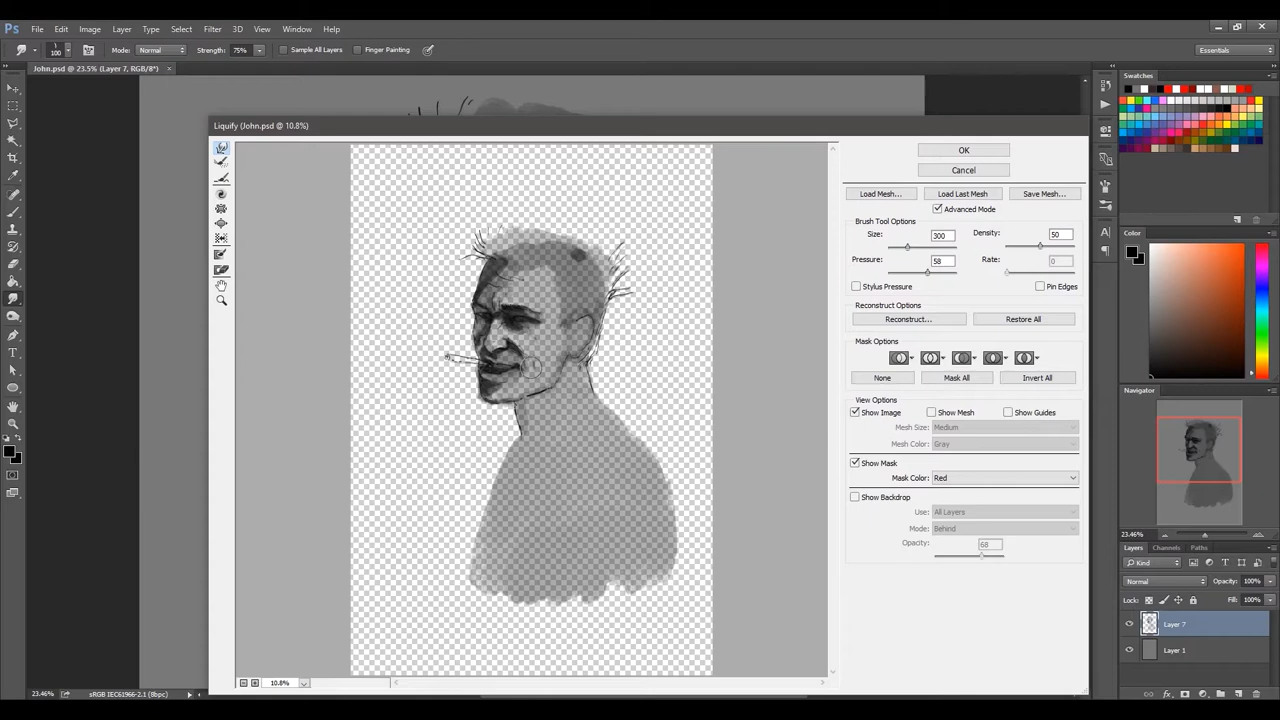 Ps File Edit Image Layer Type Select Filter 3D View Window Help
100 Mode: Normal Strength: 75% Sample All Layers Finger Painting Essentials
John.psd @ 23.5% (Layer 7, RGB/8*) ×
Liquify (John.psd @ 10.8%)
OK
Cancel
Load Mesh... Load Last Mesh Save Mesh...
Advanced Mode
Brush Tool Options
Size: 300 Density: 50
Pressure: 58 Rate: 0
Stylus Pressure Pin Edges
Reconstruct Options
Reconstruct... Restore All
Mask Options
None Mask All Invert All
View Options
Show Image Show Mesh Show Guides
Mesh Size: Medium
Mesh Color: Gray
Show Mask
Mask Color: Red
Show Backdrop
Use: All Layers
Mode: Behind
Opacity: 68
10.8%
Swatches
Color
Navigator
23.46%
Layers Channels Paths
Kind
Normal Opacity: 100%
Lock: Fill: 100%
Layer 7
Layer 1
23.46% sRGB IEC61966-2.1 (8bpc)